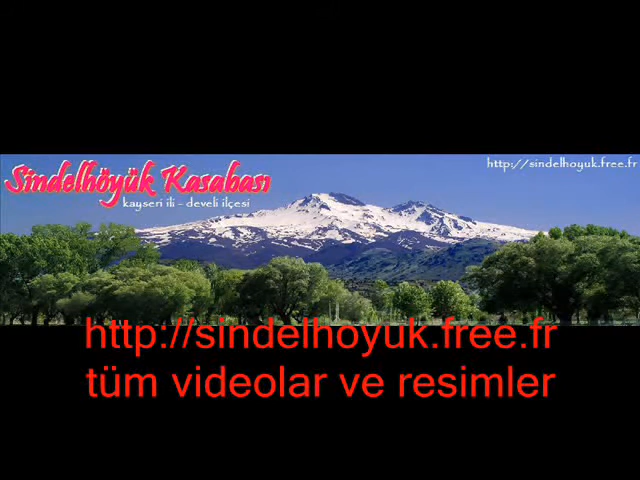 Sindelhöyük Kasabası
http://sindelhoyuk.free.fr
kayseri ili - develi ilçesi
http://sindelhoyuk.free.fr
tüm videolar ve resimler